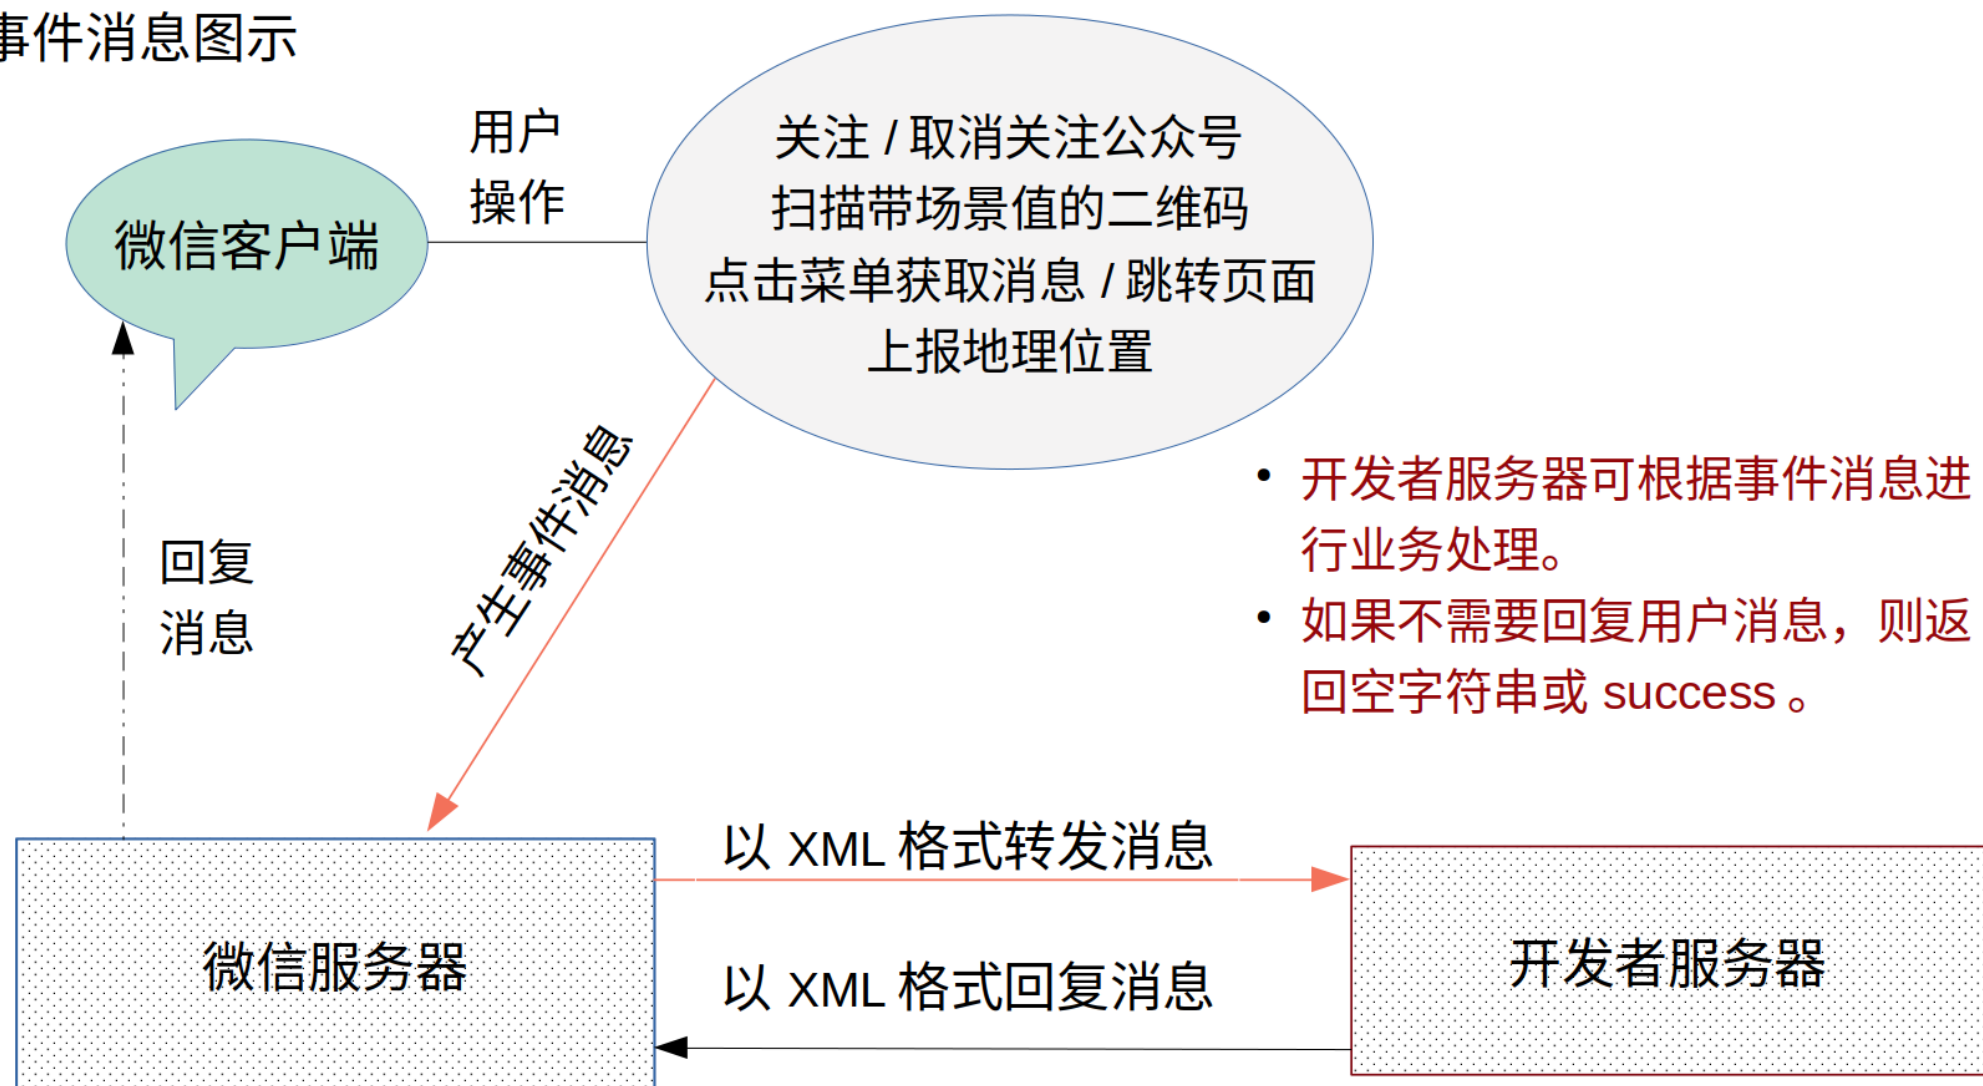 事件消息图示
用户
操作
关注 / 取消关注公众号
扫描带场景值的二维码
点击菜单获取消息 / 跳转页面
上报地理位置
微信客户端
产生事件消息
回复
消息
• 开发者服务器可根据事件消息进
行业务处理。
• 如果不需要回复用户消息，则返
回空字符串或 success 。
以 XML 格式转发消息
微信服务器
开发者服务器
以 XML 格式回复消息